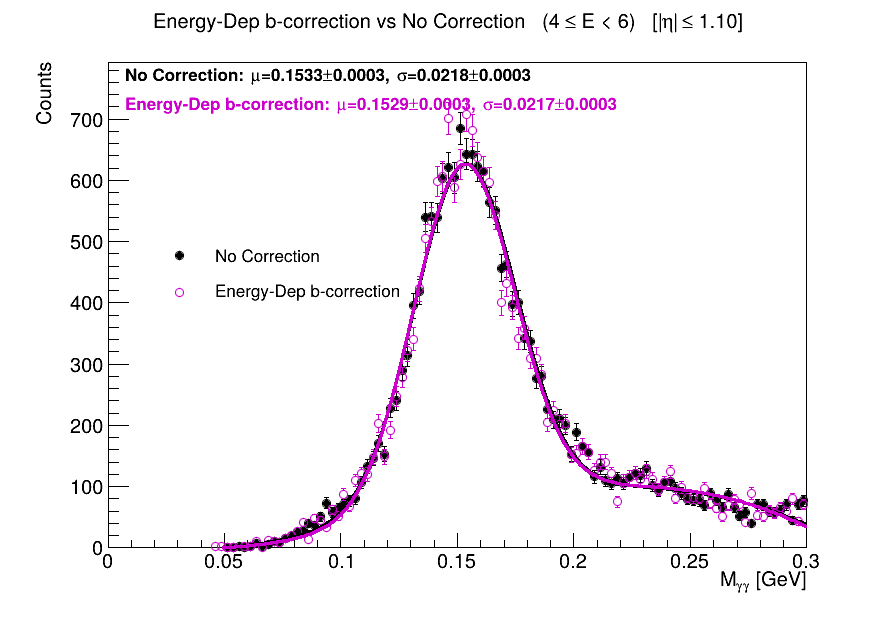 Energy-Dep b-correction vs No Correction (4 ≤ E < 6) [|η| ≤ 1.10]
Counts
No Correction: μ=0.1533±0.0003, σ=0.0218±0.0003
Energy-Dep b-correction: μ=0.1529±0.0003, σ=0.0217±0.0003
700
600
500
400
300
200
100
0
No Correction
Energy-Dep b-correction
0 0.05 0.1 0.15 0.2 0.25 0.3
Mγγ [GeV]